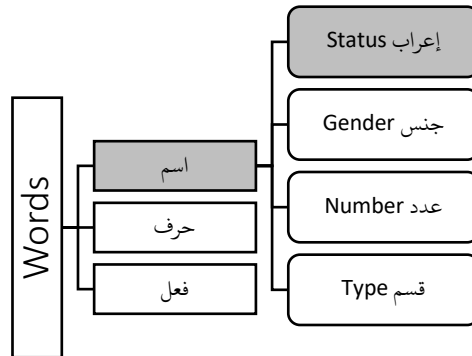 Words
اسم
حرف
فعل
إعراب Status
جنس Gender
عدد Number
قسم Type